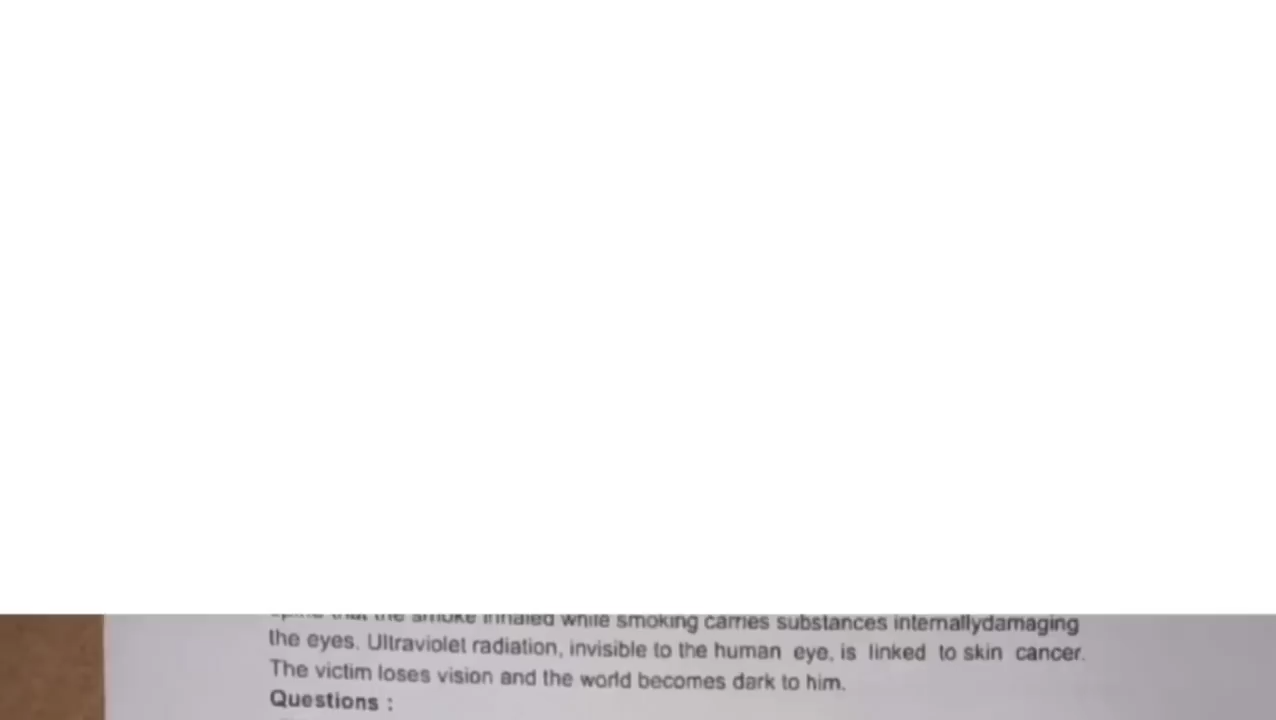 that the smoke inhaled while smoking carries substances internallydamaging
the eyes. Ultraviolet radiation, invisible to the human eye, is linked to skin cancer.
The victim loses vision and the world becomes dark to him.
Questions :